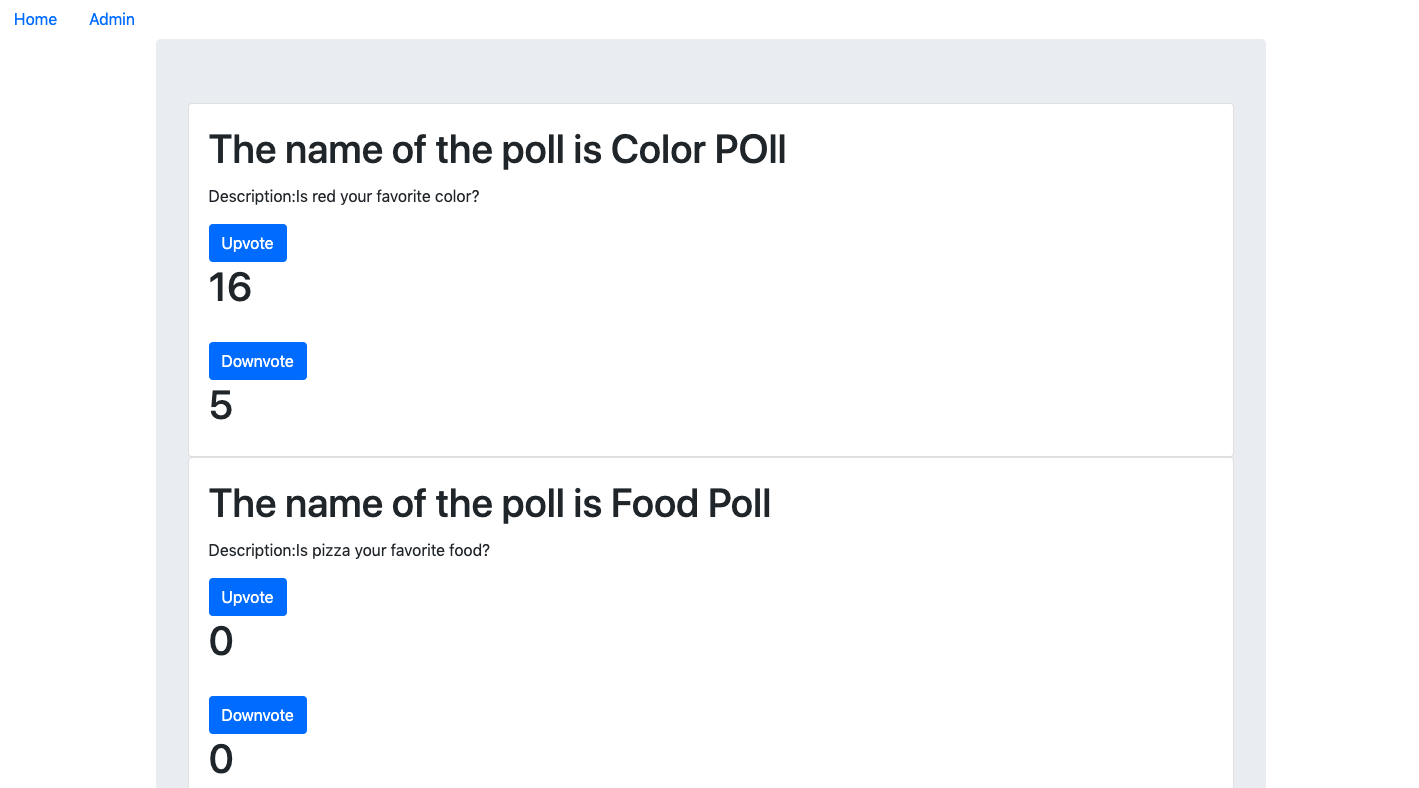 Home Admin
The name of the poll is Color POll
Description:Is red your favorite color?
Upvote
16
Downvote
5
The name of the poll is Food Poll
Description:Is pizza your favorite food?
Upvote
0
Downvote
0